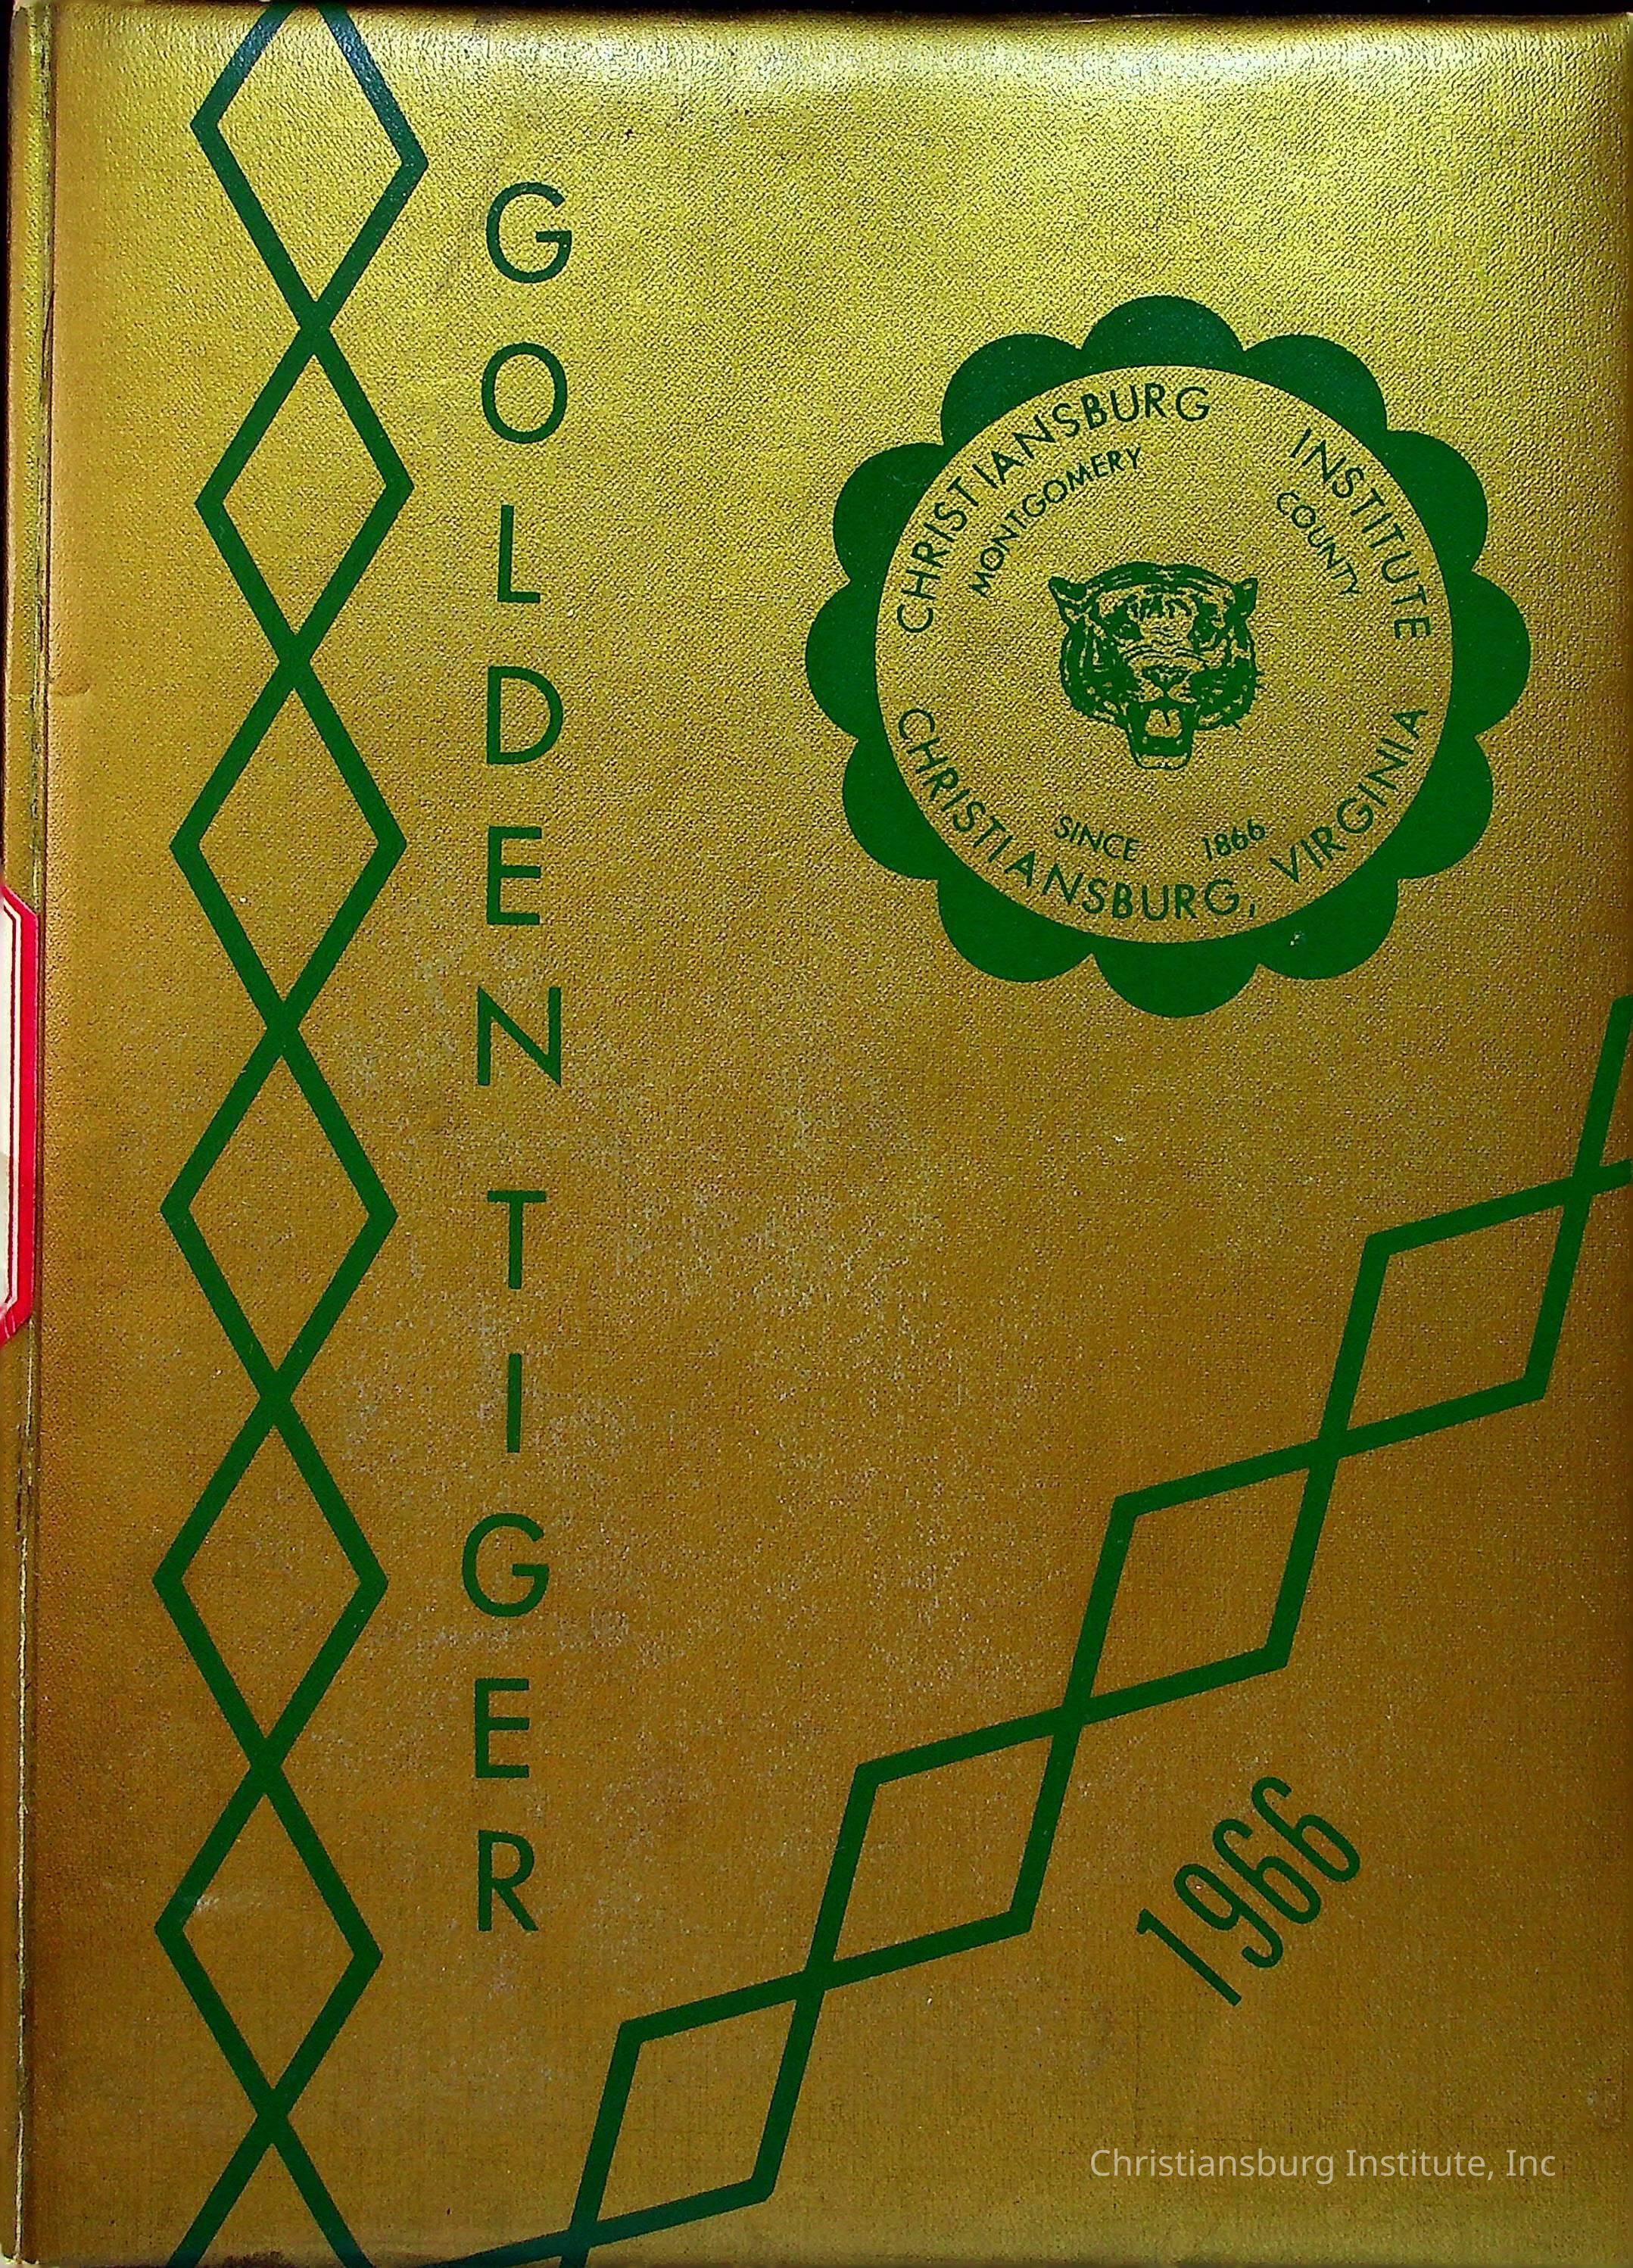 GOLDEN TIGER
CHRISTIANSBURG INSTITUTE
MONTGOMERY COUNTY
SINCE 1866
CHRISTIANSBURG, VIRGINIA
1966
Christiansburg Institute, Inc